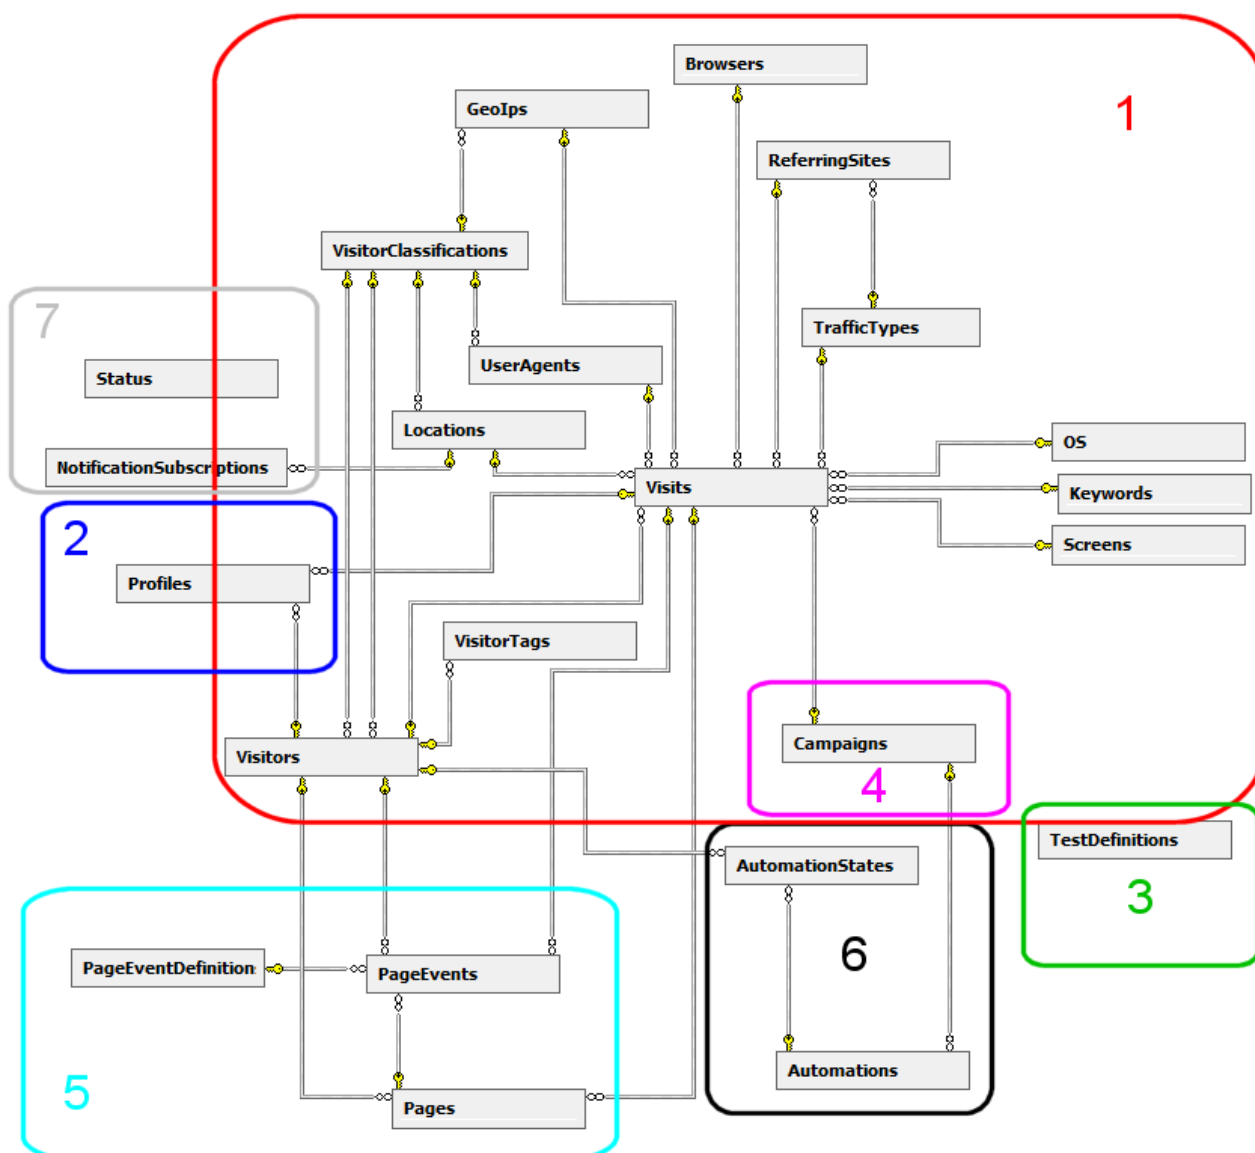 Browsers
1
GeoIps
ReferringSites
VisitorClassifications
7
TrafficTypes
Status
UserAgents
Locations
OS
NotificationSubscriptions
Visits
Keywords
2
Screens
Profiles
VisitorTags
Campaigns
Visitors
4
TestDefinitions
AutomationStates
3
6
PageEventDefinition
PageEvents
Automations
5
Pages